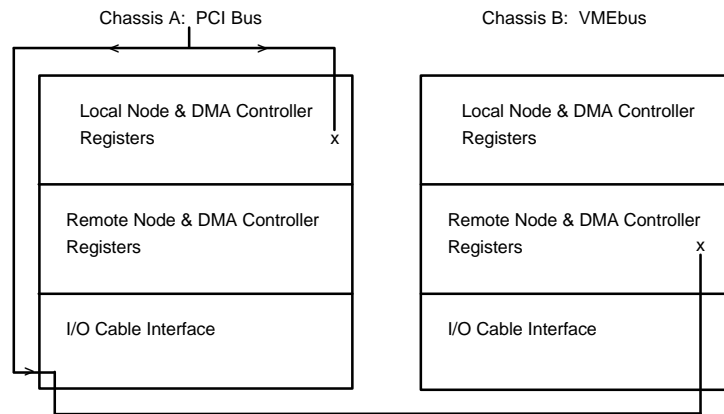 Chassis A: PCI Bus
Chassis B: VMEbus
Local Node & DMA Controller
Registers
x
Remote Node & DMA Controller
Registers
I/O Cable Interface
Local Node & DMA Controller
Registers
Remote Node & DMA Controller
Registers
x
I/O Cable Interface